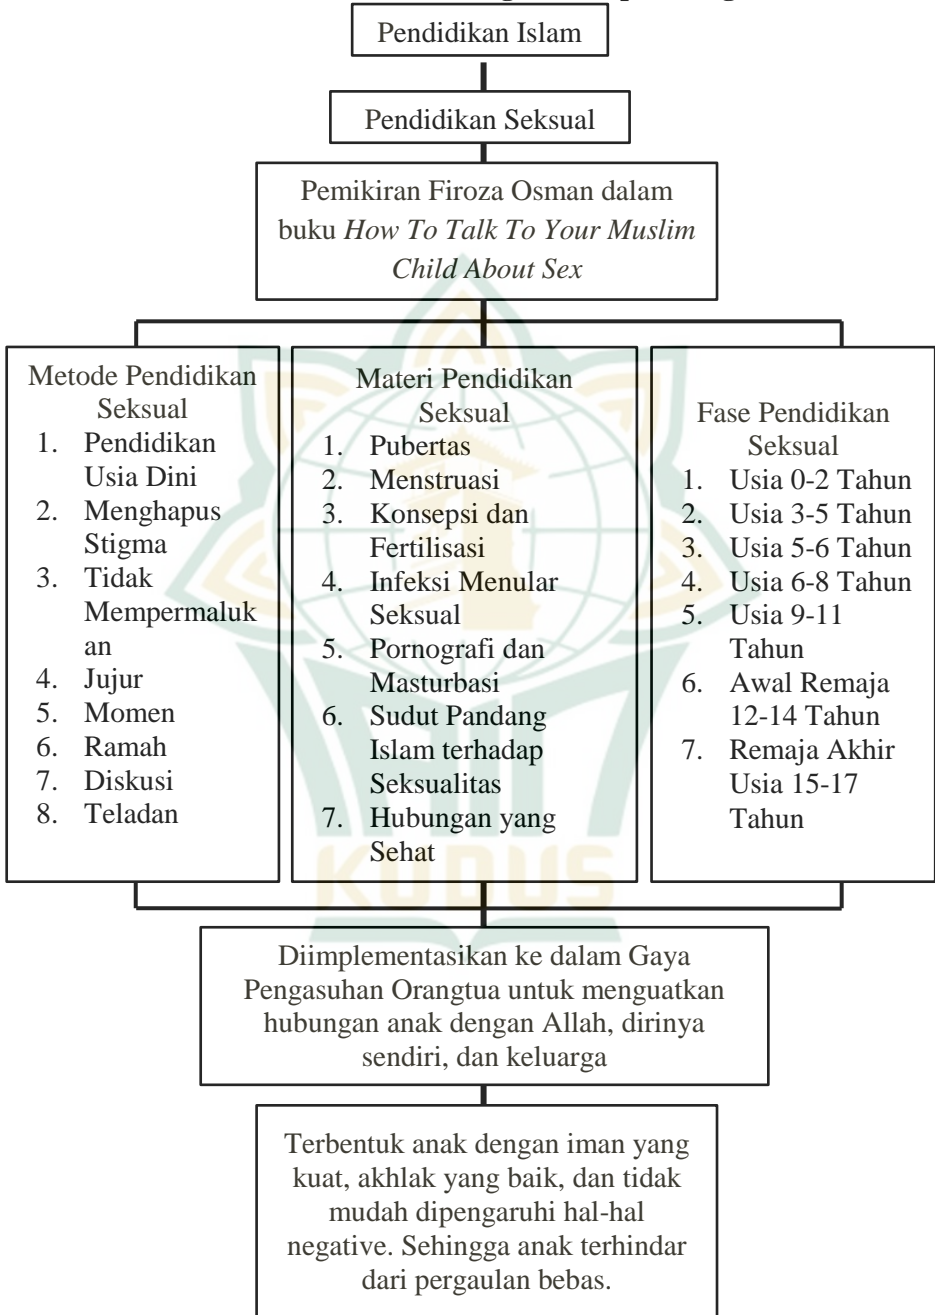 Pendidikan Islam
Pendidikan Seksual
Pemikiran Firoza Osman dalam
buku How To Talk To Your Muslim
Child About Sex
Metode Pendidikan
Seksual
1. Pendidikan
Usia Dini
2. Menghapus
Stigma
3. Tidak
Mempermaluk
an
4. Jujur
5. Momen
6. Ramah
7. Diskusi
8. Teladan
Materi Pendidikan
Seksual
1. Pubertas
2. Menstruasi
3. Konsepsi dan
Fertilisasi
4. Infeksi Menular
Seksual
5. Pornografi dan
Masturbasi
6. Sudut Pandang
Islam terhadap
Seksualitas
7. Hubungan yang
Sehat
Fase Pendidikan
Seksual
1. Usia 0-2 Tahun
2. Usia 3-5 Tahun
3. Usia 5-6 Tahun
4. Usia 6-8 Tahun
5. Usia 9-11
Tahun
6. Awal Remaja
12-14 Tahun
7. Remaja Akhir
Usia 15-17
Tahun
KUDUS
Diimplementasikan ke dalam Gaya
Pengasuhan Orangtua untuk menguatkan
hubungan anak dengan Allah, dirinya
sendiri, dan keluarga
Terbentuk anak dengan iman yang
kuat, akhlak yang baik, dan tidak
mudah dipengaruhi hal-hal
negative. Sehingga anak terhindar
dari pergaulan bebas.